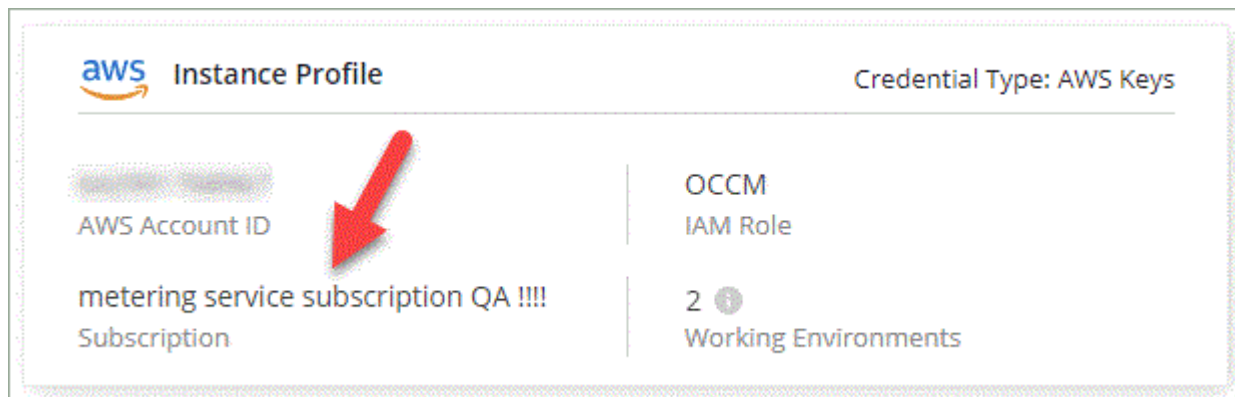 aws Instance Profile
Credential Type: AWS Keys
AWS Account ID
OCCM
IAM Role
metering service subscription QA !!!!
Subscription
2
Working Environments